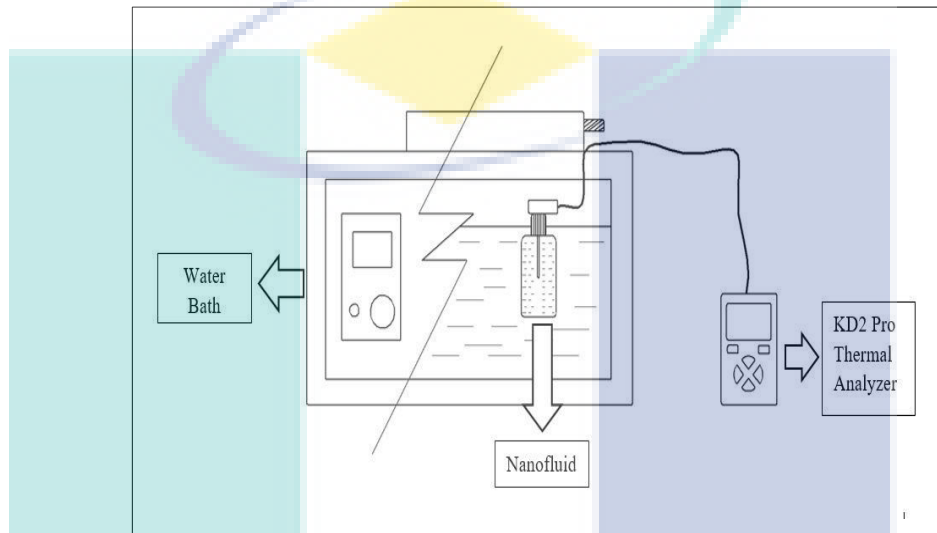 Water
Bath
KD2 Pro
Thermal
Analyzer
Nanofluid